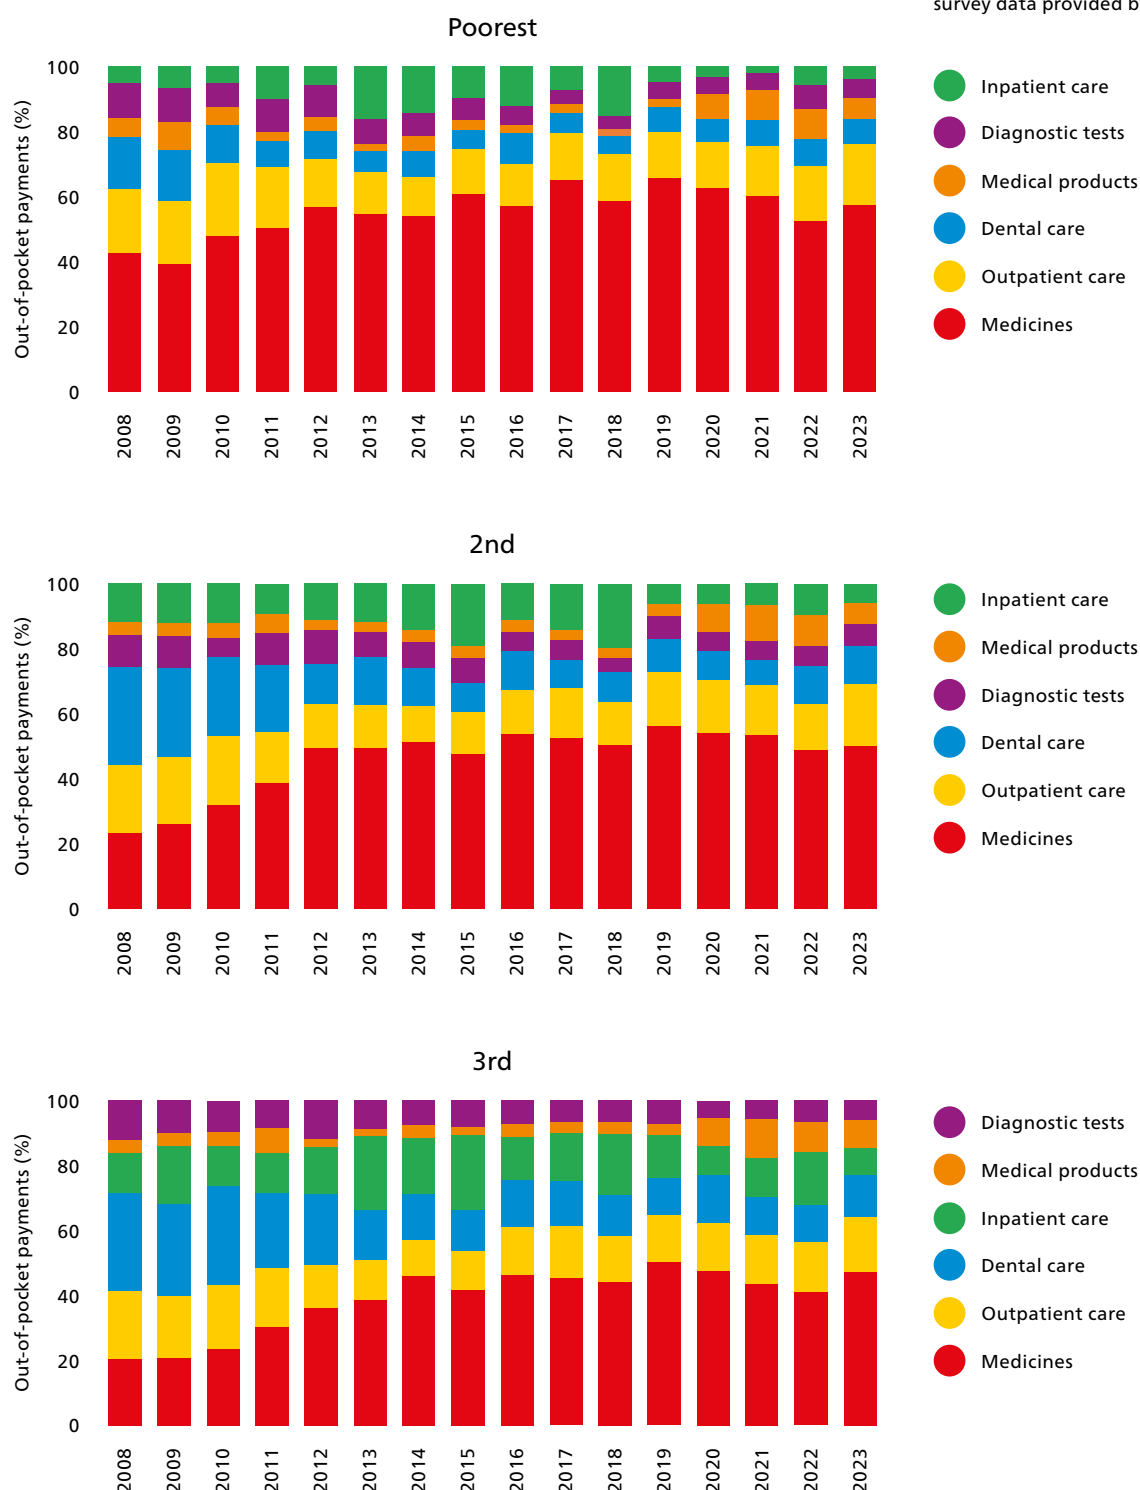 survey data provided b
Poorest
Out-of-pocket payments (%)
100
80
60
40
20
0
2008 2009 2010 2011 2012 2013 2014 2015 2016 2017 2018 2019 2020 2021 2022 2023
Inpatient care
Diagnostic tests
Medical products
Dental care
Outpatient care
Medicines
2nd
Out-of-pocket payments (%)
100
80
60
40
20
0
2008 2009 2010 2011 2012 2013 2014 2015 2016 2017 2018 2019 2020 2021 2022 2023
Inpatient care
Medical products
Diagnostic tests
Dental care
Outpatient care
Medicines
3rd
Out-of-pocket payments (%)
100
80
60
40
20
0
2008 2009 2010 2011 2012 2013 2014 2015 2016 2017 2018 2019 2020 2021 2022 2023
Diagnostic tests
Medical products
Inpatient care
Dental care
Outpatient care
Medicines